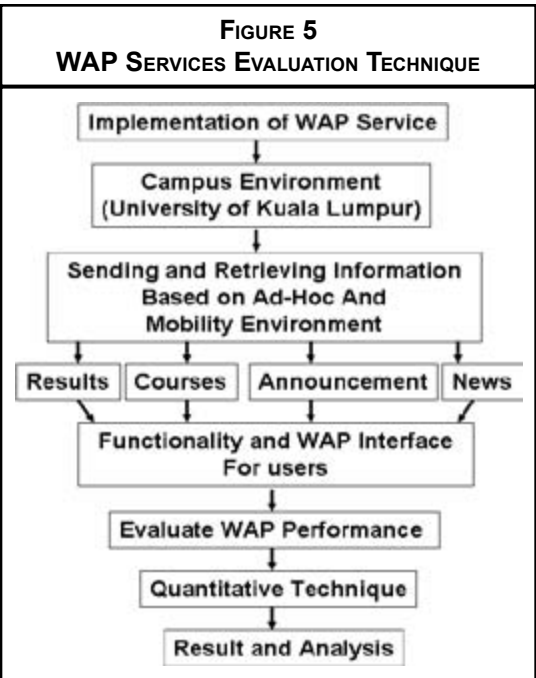 FIGURE 5
WAP SERVICES EVALUATION TECHNIQUE
Implementation of WAP Service
Campus Environment
(University of Kuala Lumpur)
Sending and Retrieving Information
Based on Ad-Hoc And
Mobility Environment
Results Courses Announcement News
Functionality and WAP Interface
For users
Evaluate WAP Performance
Quantitative Technique
Result and Analysis